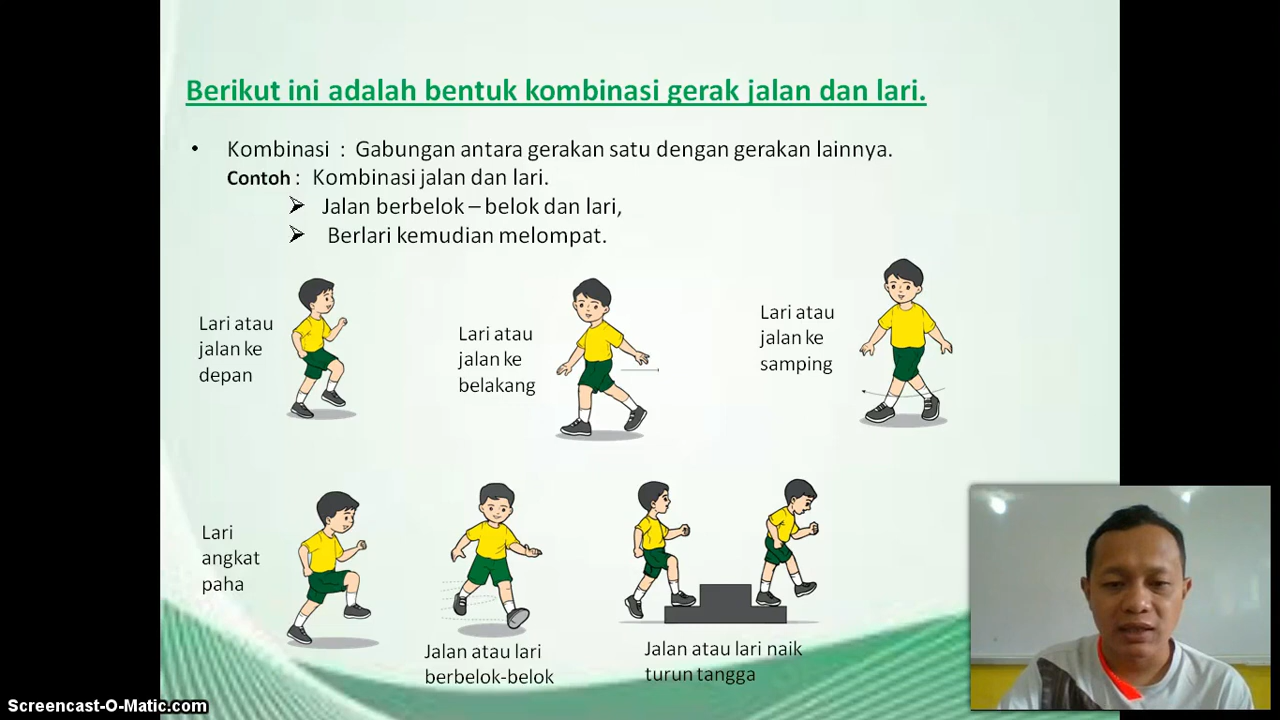 Berikut ini adalah bentuk kombinasi gerak jalan dan lari.
• Kombinasi : Gabungan antara gerakan satu dengan gerakan lainnya.
Contoh : Kombinasi jalan dan lari.
➢ Jalan berbelok – belok dan lari,
➢ Berlari kemudian melompat.
Lari atau
jalan ke
depan
Lari atau
jalan ke
belakang
Lari atau
jalan ke
samping
Lari
angkat
paha
Jalan atau lari
berbelok-belok
Jalan atau lari naik
turun tangga
Screencast-O-Matic.com